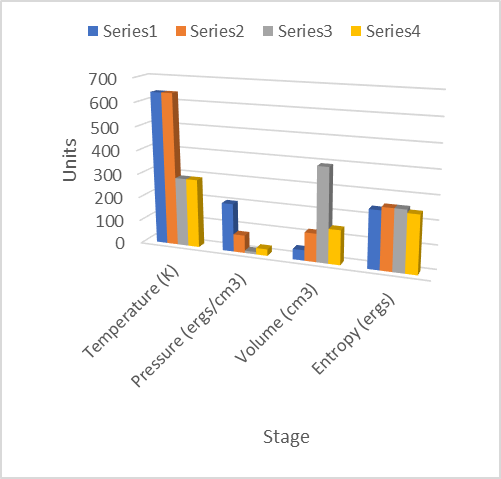 Series1 Series2 Series3 Series4
700
600
500
400
300
200
100
0
Units
Temperature (K)
Pressure (ergs/cm3)
Volume (cm3)
Entropy (ergs)
Stage